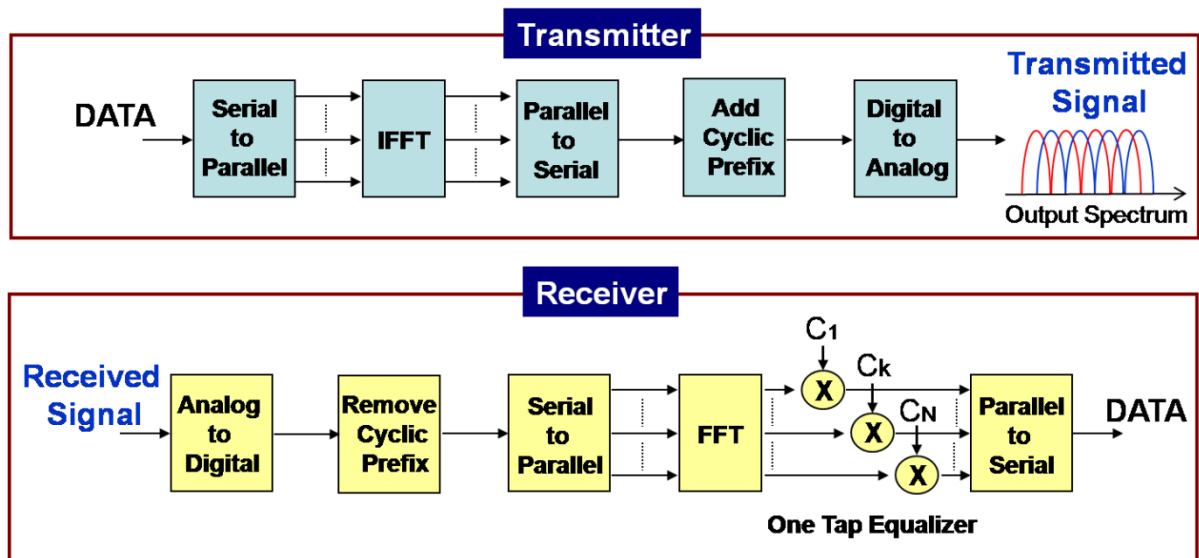 Transmitter
DATA
Serial
to
Parallel
IFFT
Parallel
to
Serial
Add
Cyclic
Prefix
Digital
to
Analog
Transmitted
Signal
Output Spectrum
Receiver
Received
Signal
Analog
to
Digital
Remove
Cyclic
Prefix
Serial
to
Parallel
FFT
C1
X
Ck
X
CN
X
One Tap Equalizer
Parallel
to
Serial
DATA